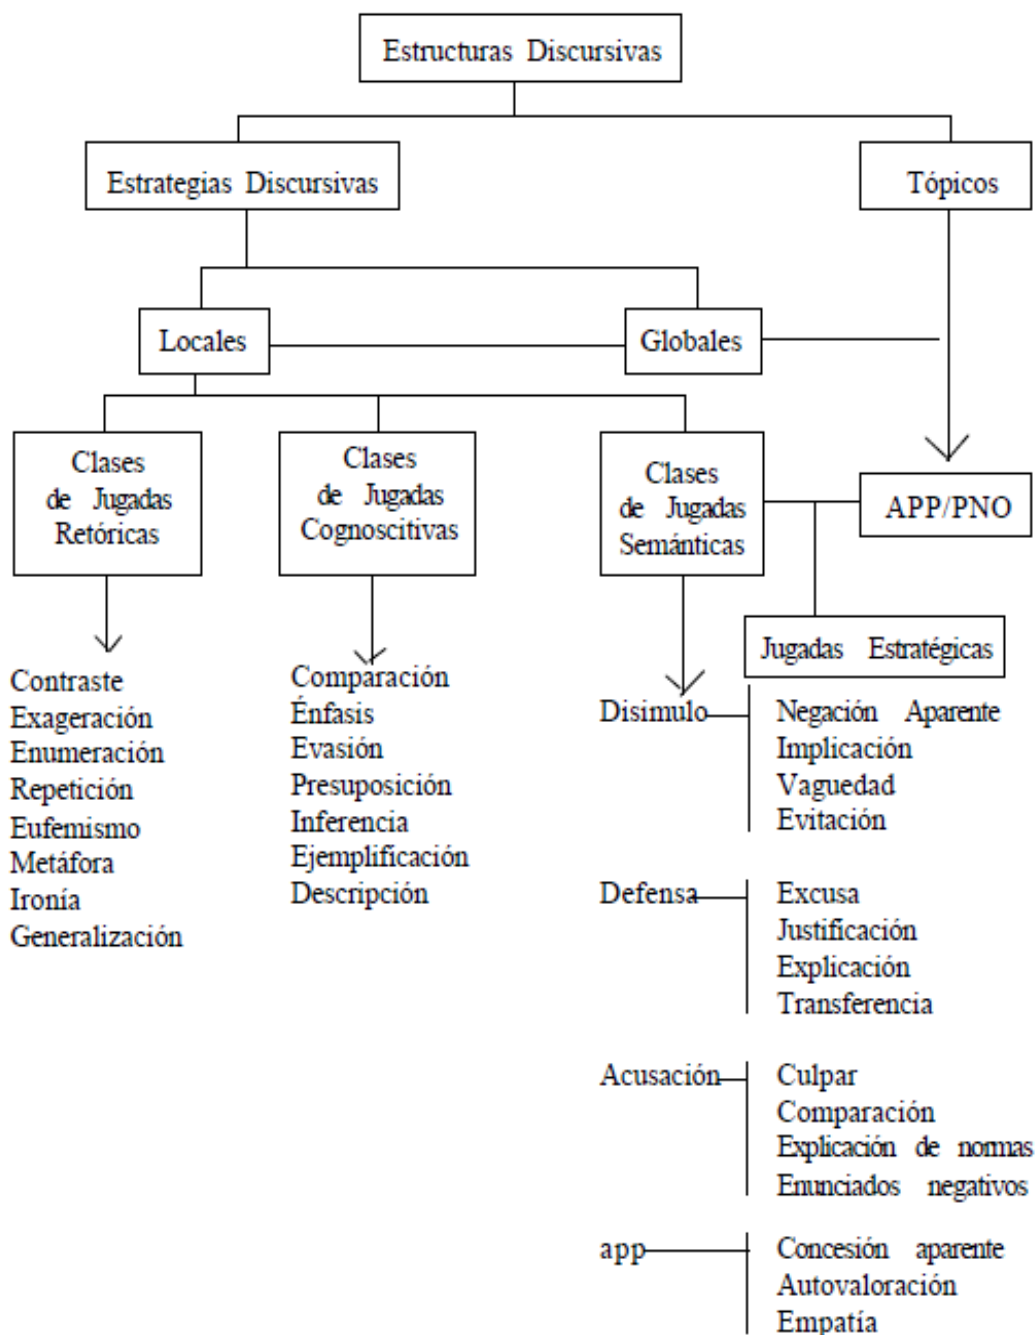 Estructuras Discursivas
Estrategias Discursivas
Tópicos
Locales
Globales
Clases
de Jugadas
Retóricas
Clases
de Jugadas
Cognoscitivas
Clases
de Jugadas
Semánticas
APP/PNO
Jugadas Estratégicas
Contraste
Exageración
Enumeración
Repetición
Eufemismo
Metáfora
Ironía
Generalización
Comparación
Énfasis
Evasión
Presuposición
Inferencia
Ejemplificación
Descripción
Disimulo
Negación Aparente
Implicación
Vaguedad
Evitación
Defensa
Excusa
Justificación
Explicación
Transferencia
Acusación
Culpar
Comparación
Explicación de normas
Enunciados negativos
app
Concesión aparente
Autovaloración
Empatía